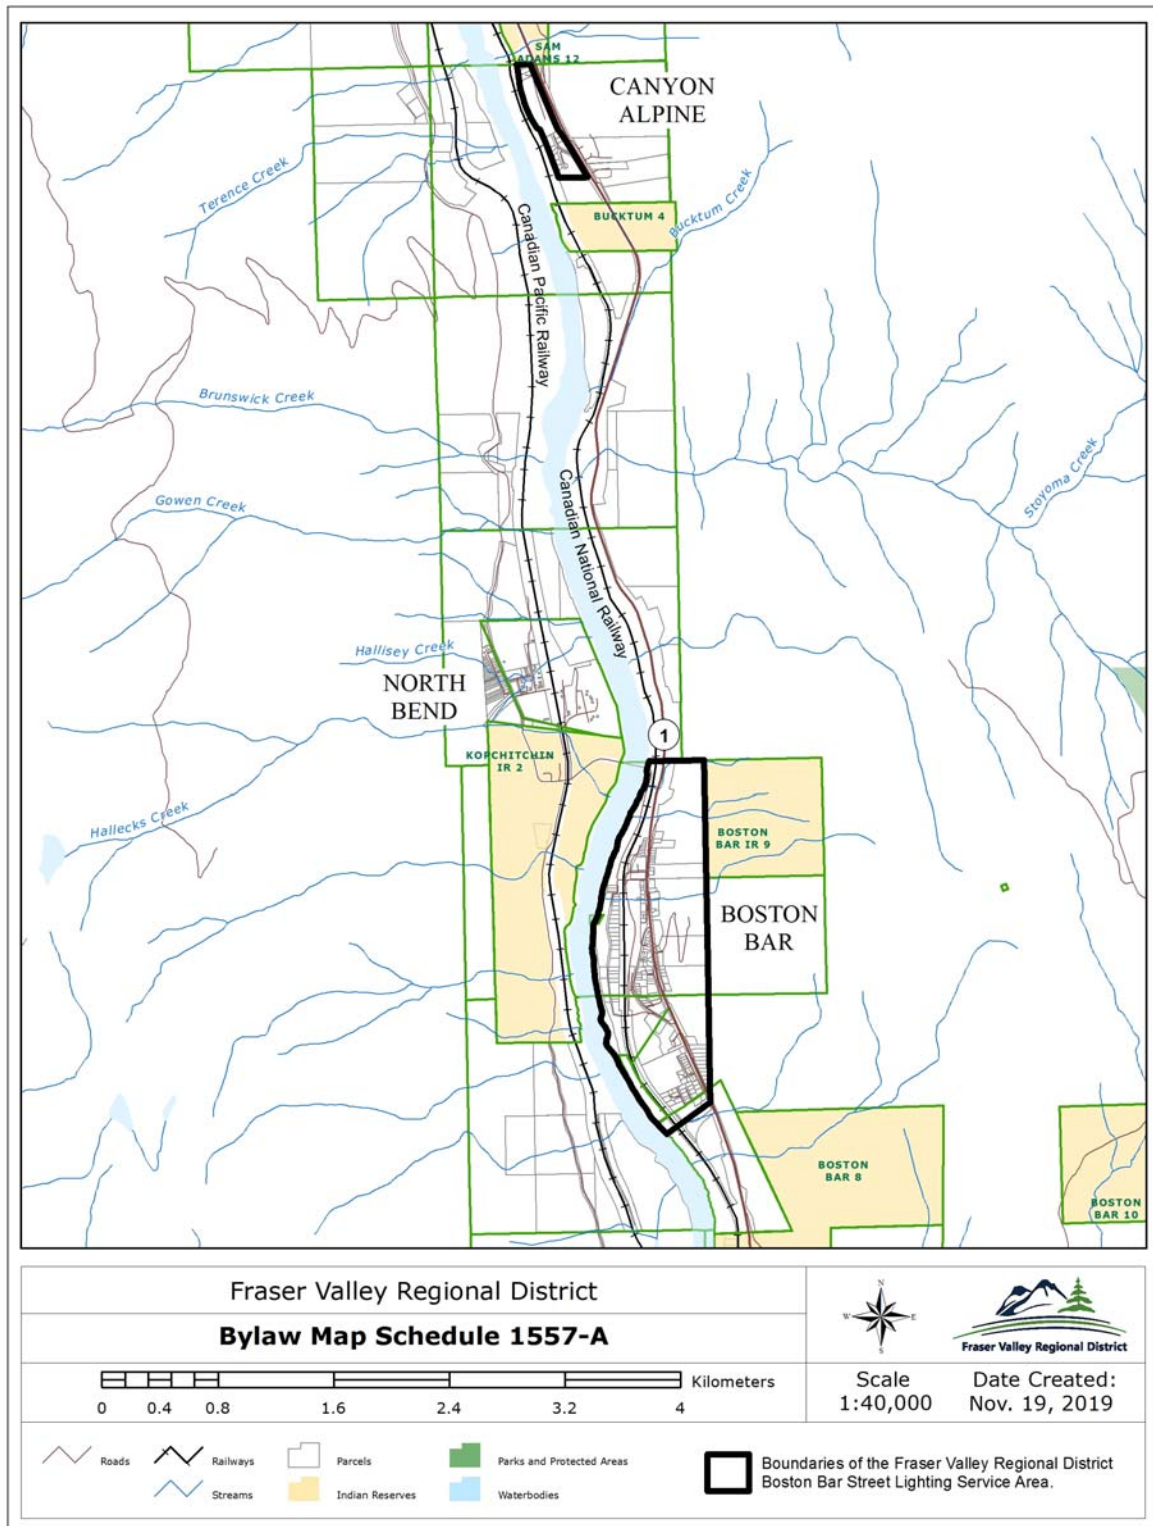 SAM
ADAMS 12
CANYON
ALPINE
Terence Creek
BUCKTUM 4
Bucktum Creek
Canadian Pacific Railway
Brunswick Creek
Stoyoma Creek
Gowen Creek
Canadian National Railway
Hallisey Creek
NORTH
BEND
1
KOPCHITCHIN
IR 2
Hallecks Creek
BOSTON
BAR IR 9
BOSTON
BAR
BOSTON
BAR 8
BOSTON
BAR 10
Fraser Valley Regional District
Bylaw Map Schedule 1557-A
Kilometers
0 0.4 0.8 1.6 2.4 3.2 4
N
W E
S
Fraser Valley Regional District
Scale
1:40,000
Date Created:
Nov. 19, 2019
Roads
Railways
Parcels
Parks and Protected Areas
Streams
Indian Reserves
Waterbodies
Boundaries of the Fraser Valley Regional District
Boston Bar Street Lighting Service Area.